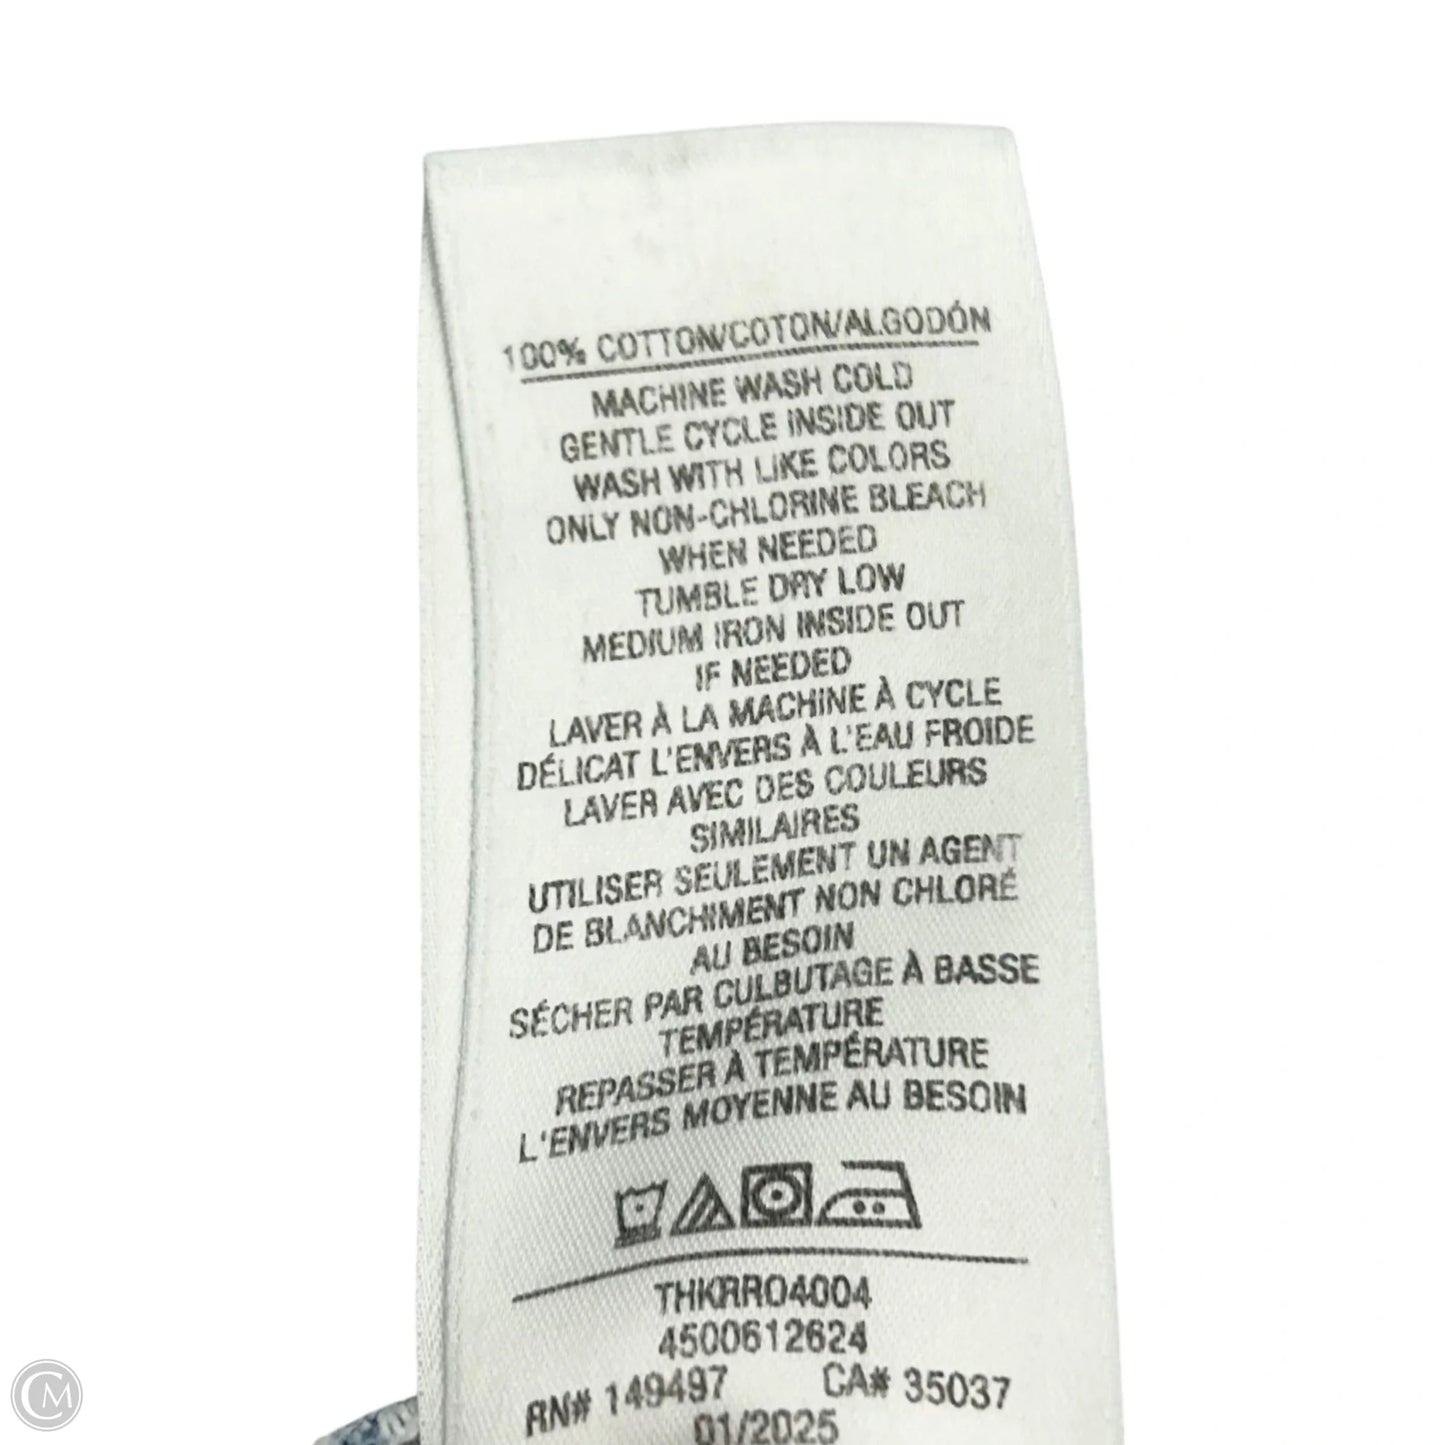 100% COTTON/COTON/ALGODÓN
MACHINE WASH COLD
GENTLE CYCLE INSIDE OUT
WASH WITH LIKE COLORS
ONLY NON-CHLORINE BLEACH
WHEN NEEDED
TUMBLE DRY LOW
MEDIUM IRON INSIDE OUT
IF NEEDED
LAVER À LA MACHINE À CYCLE
DÉLICAT L'ENVERS À L'EAU FROIDE
LAVER AVEC DES COULEURS
SIMILAIRES
UTILISER SEULEMENT UN AGENT
DE BLANCHIMENT NON CHLORÉ
AU BESOIN
SÉCHER PAR CULBUTAGE À BASSE
TEMPÉRATURE
REPASSER À TEMPÉRATURE
L'ENVERS MOYENNE AU BESOIN
THKRRO4004
4500612624
RN# 149497 CA# 35037
01/2025
CM